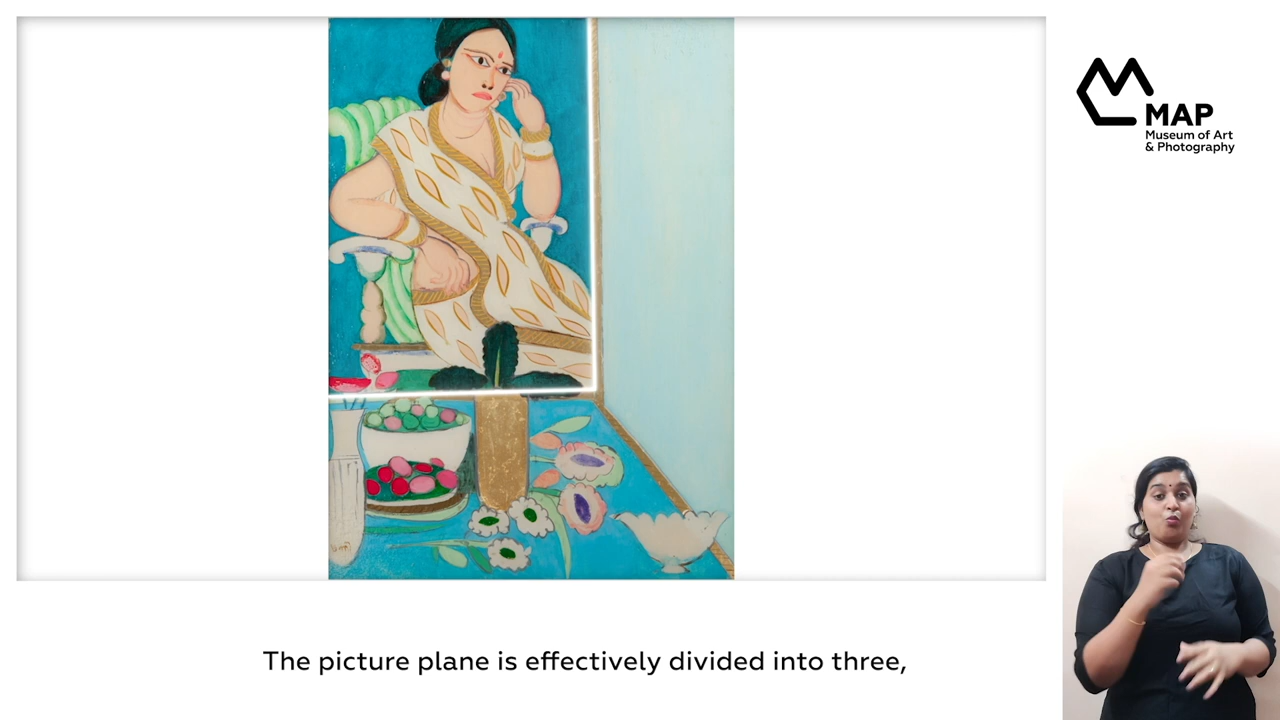 MAP
Museum of Art
& Photography
The picture plane is effectively divided into three,